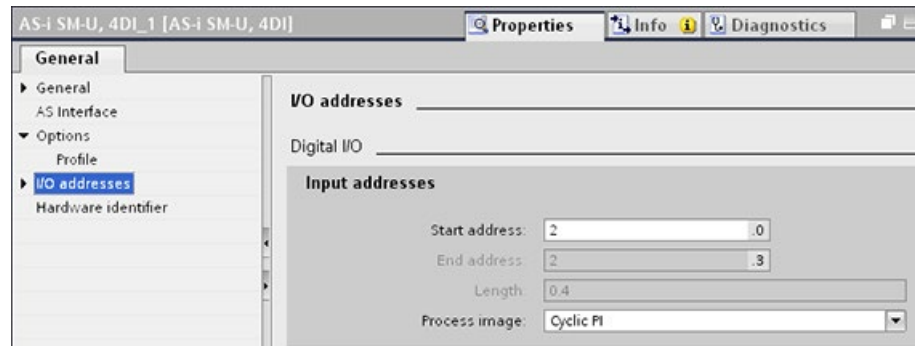 AS-i SM-U, 4DI_1 [AS-i SM-U, 4DI]
Properties
Info
Diagnostics
General
General
AS Interface
Options
Profile
I/O addresses
Hardware identifier
I/O addresses
Digital I/O
Input addresses
Start address: 2 .0
End address: 2 .3
Length: 0.4
Process image: Cyclic PI